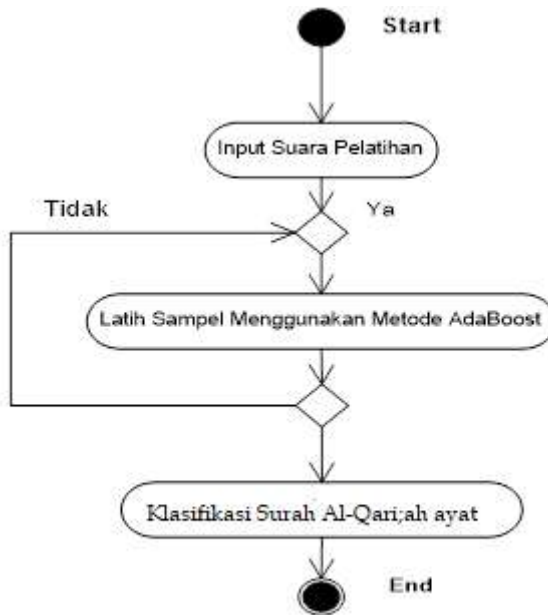 Start
Input Suara Pelatihan
Tidak
Ya
Latih Sampel Menggunakan Metode AdaBoost
Klasifikasi Surah Al-Qari;ah ayat
End